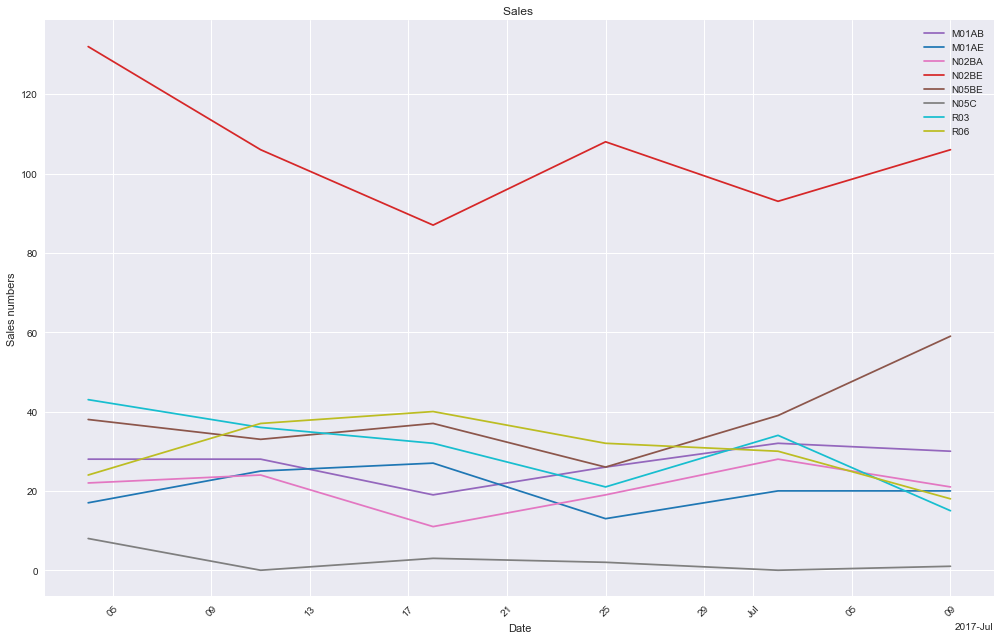 Sales
M01AB
M01AE
N02BA
N02BE
N05BE
N05C
R03
R06
Sales numbers
120
100
80
60
40
20
0
05
09
13
17
21
25
29
Jul
05
09
Date
2017-Jul